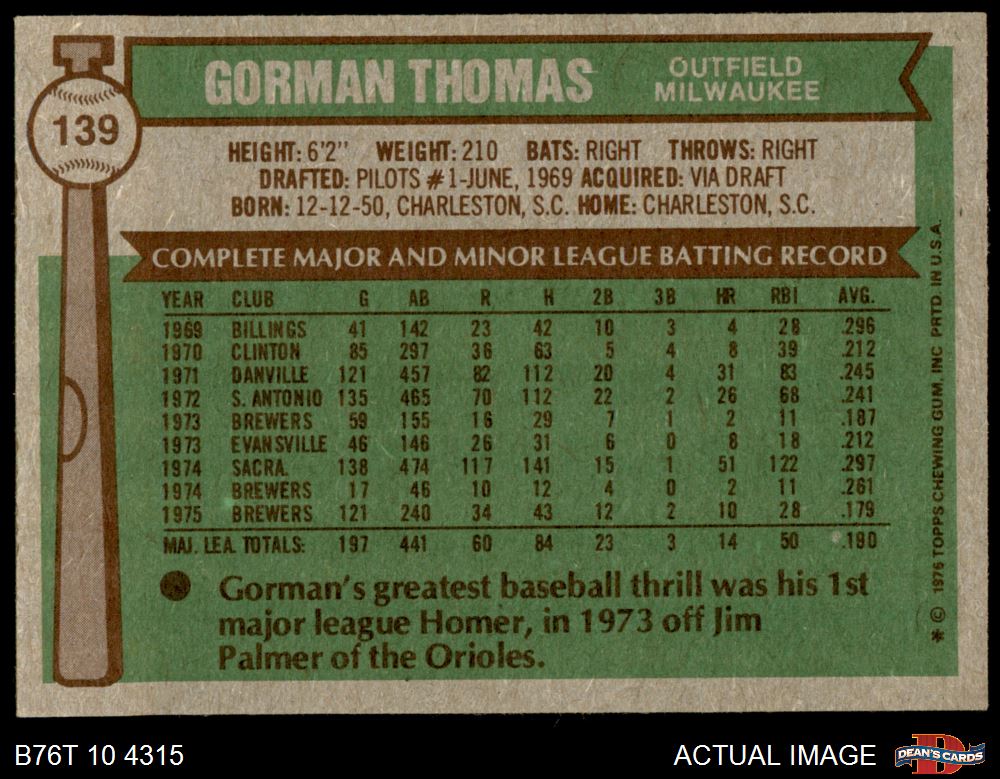 139
GORMAN THOMAS
OUTFIELD
MILWAUKEE
HEIGHT: 6'2" WEIGHT: 210 BATS: RIGHT THROWS: RIGHT
DRAFTED: PILOTS #1-JUNE, 1969 ACQUIRED: VIA DRAFT
BORN: 12-12-50, CHARLESTON, S.C. HOME: CHARLESTON, S.C.
COMPLETE MAJOR AND MINOR LEAGUE BATTING RECORD
YEAR CLUB G AB R H 2B 3B HR RBI AVG.
1969 BILLINGS 41 142 23 42 10 3 4 28 .296
1970 CLINTON 85 297 36 63 5 4 8 39 .212
1971 DANVILLE 121 457 82 112 20 4 31 83 .245
1972 S. ANTONIO 135 465 70 112 22 2 26 68 .241
1973 BREWERS 59 155 16 29 7 1 2 11 .187
1973 EVANSVILLE 46 146 26 31 6 0 8 18 .212
1974 SACRA. 138 474 117 141 15 1 51 122 .297
1974 BREWERS 17 46 10 12 4 0 2 11 .261
1975 BREWERS 121 240 34 43 12 2 10 28 .179
MAJ. LEA. TOTALS: 197 441 60 84 23 3 14 50 .190
Gorman's greatest baseball thrill was his 1st
major league Homer, in 1973 off Jim
Palmer of the Orioles.
* © 1976 TOPPS CHEWING GUM, INC PRTD. IN U.S.A.
B76T 10 4315
ACTUAL IMAGE
DEAN'S CARDS